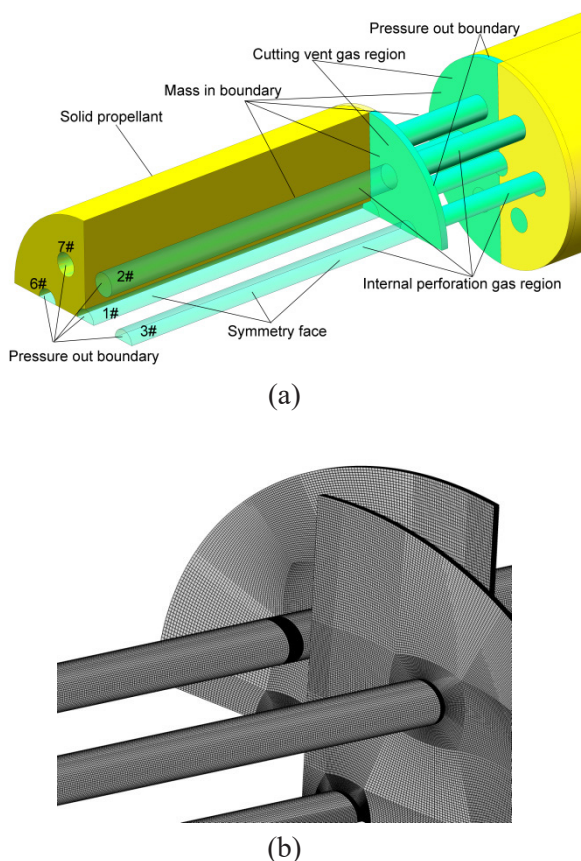 Pressure out boundary
Cutting vent gas region
Mass in boundary
Solid propellant
7#
6#
2#
1#
3#
Internal perforation gas region
Symmetry face
Pressure out boundary
(a)
(b)